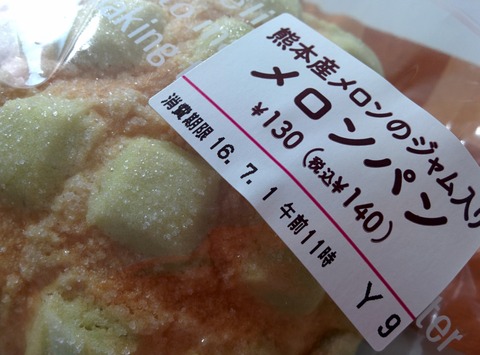 making
熊本産メロンのジャム入り
メロンパン
¥130(税込¥140)
消費期限 16.7.1 午前11時
Y9